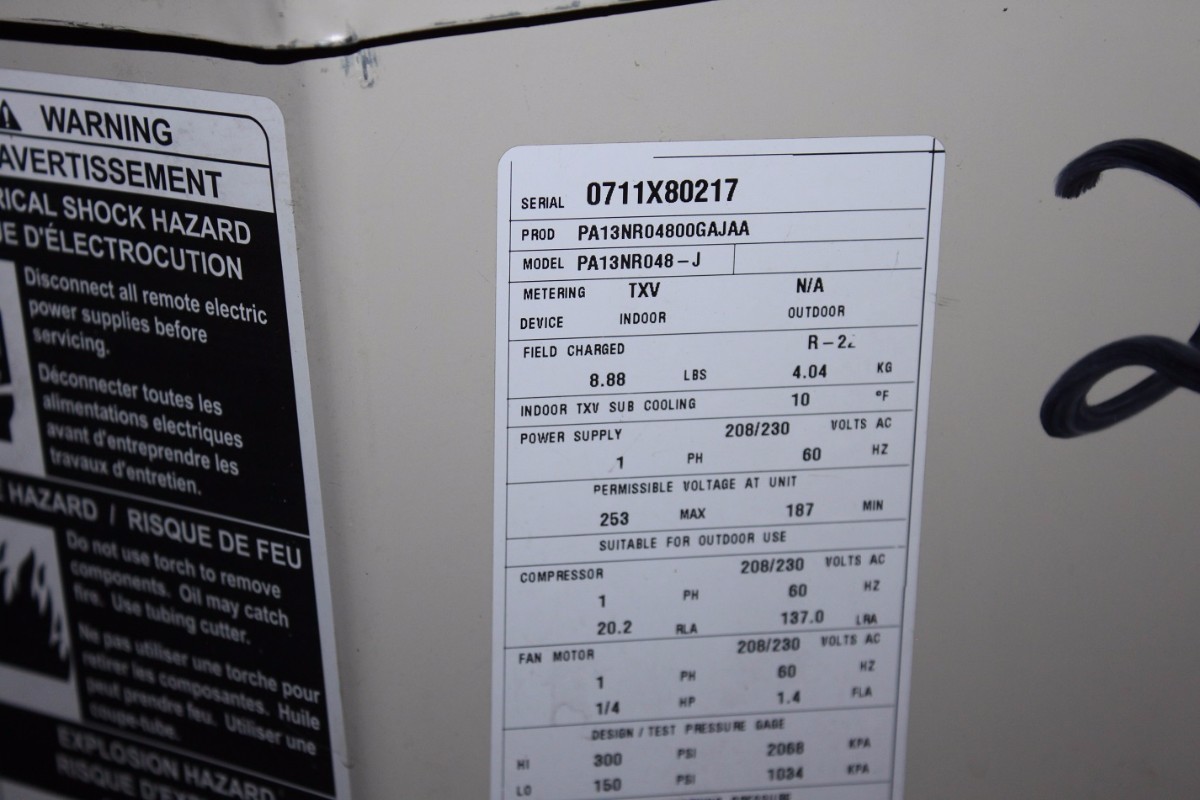 WARNING
AVERTISSEMENT
RICAL SHOCK HAZARD
E D'ÉLECTROCUTION
Disconnect all remote electric
power supplies before
servicing.
Déconnecter toutes les
alimentations electriques
avant d'entreprendre les
travaux d'entretien.
HAZARD / RISQUE DE FEU
Do not use torch to remove
components. Oil may catch
fire. Use tubing cutter.
Ne pas utiliser une torche pour
retirer les composantes. Huile
peut prendre feu. Utiliser une
coupe-tube.
EXPLOSION HAZARD
SERIAL 0711X80217
PROD PA13NR04800GAJAA
MODEL PA13NR048-J
METERING TXV N/A
DEVICE INDOOR OUTDOOR
FIELD CHARGED R-22
8.88 LBS 4.04 KG
INDOOR TXV SUB COOLING 10 °F
POWER SUPPLY 208/230 VOLTS AC
1 PH 60 HZ
PERMISSIBLE VOLTAGE AT UNIT
253 MAX 187 MIN
SUITABLE FOR OUTDOOR USE
COMPRESSOR 208/230 VOLTS AC
1 PH 60 HZ
20.2 RLA 137.0 LRA
FAN MOTOR 208/230 VOLTS AC
1 PH 60 HZ
1/4 HP 1.4 FLA
DESIGN / TEST PRESSURE GAGE
HI 300 PSI 2068 KPA
LO 150 PSI 1034 KPA